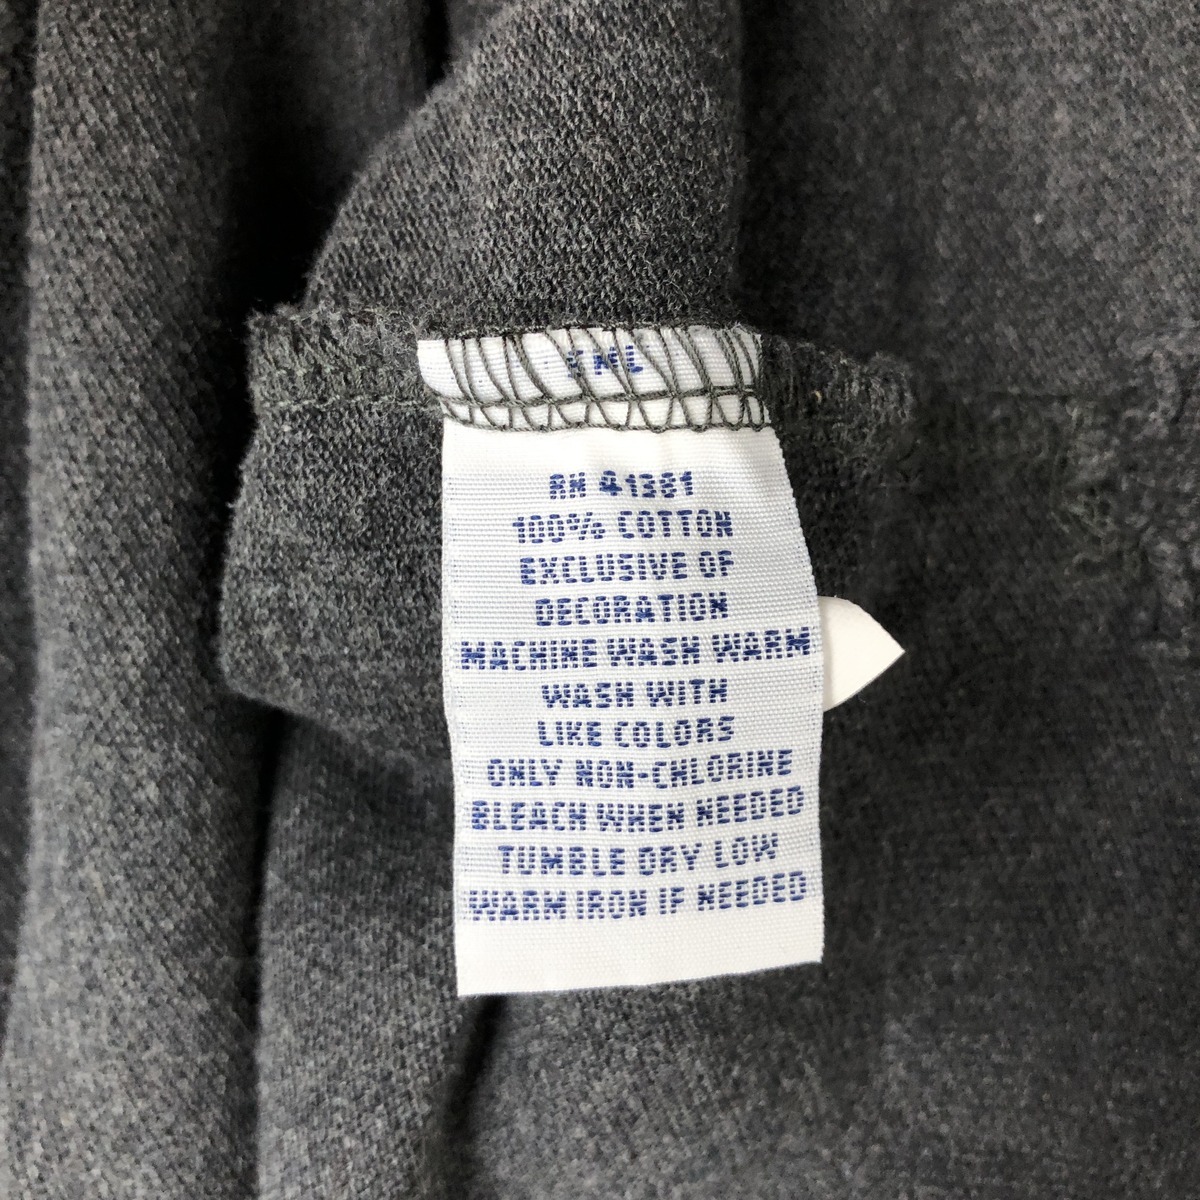 RN 41381
100% COTTON
EXCLUSIVE OF
DECORATION
MACHINE WASH WARM
WASH WITH
LIKE COLORS
ONLY NON-CHLORINE
BLEACH WHEN NEEDED
TUMBLE DRY LOW
WARM IRON IF NEEDED